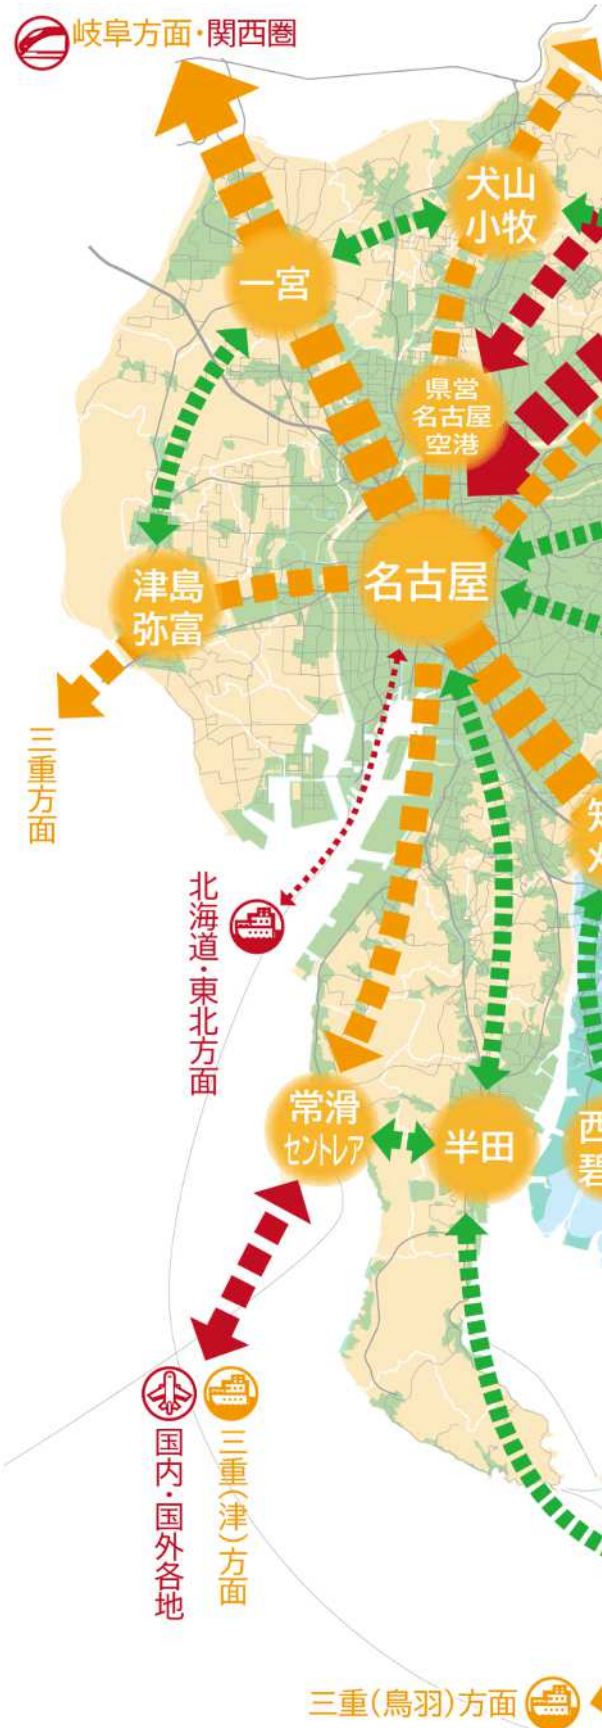 岐阜方面・関西圏
犬山
小牧
一宮
県営
名古屋
空港
名古屋
津島
弥富
三重方面
北海道・東北方面
常滑
セントレア
半田
西
碧
国内・国外各地
三重(津)方面
三重(鳥羽)方面